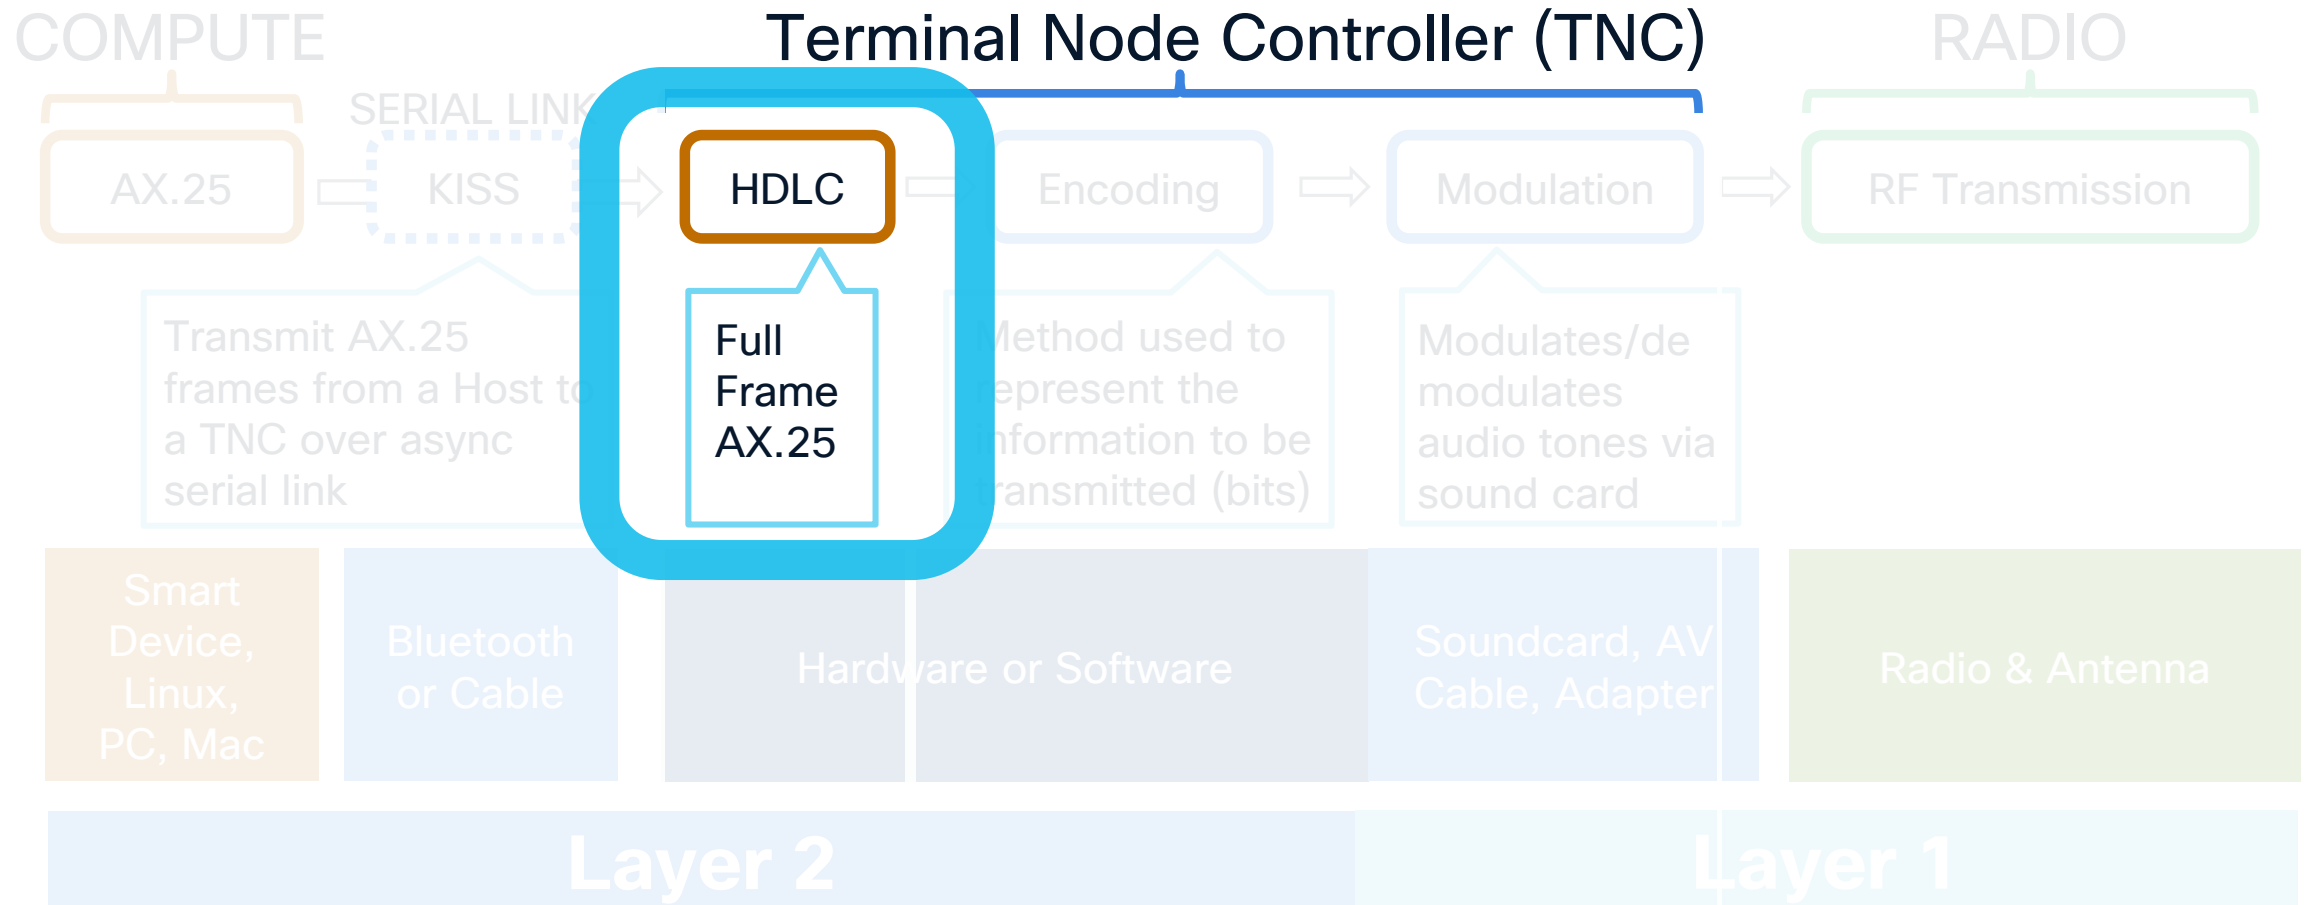 COMPUTE
Terminal Node Controller (TNC)
RADIO
SERIAL LINK
AX.25
KISS
HDLC
Encoding
Modulation
RF Transmission
Transmit AX.25
frames from a Host to
a TNC over async
serial link
Full
Frame
AX.25
Method used to
represent the
information to be
transmitted (bits)
Modulates/de
modulates
audio tones via
sound card
Smart
Device,
Linux,
PC, Mac
Bluetooth
or Cable
Hardware or Software
Soundcard, AV
Cable, Adapter
Radio & Antenna
Layer 2
Layer 1